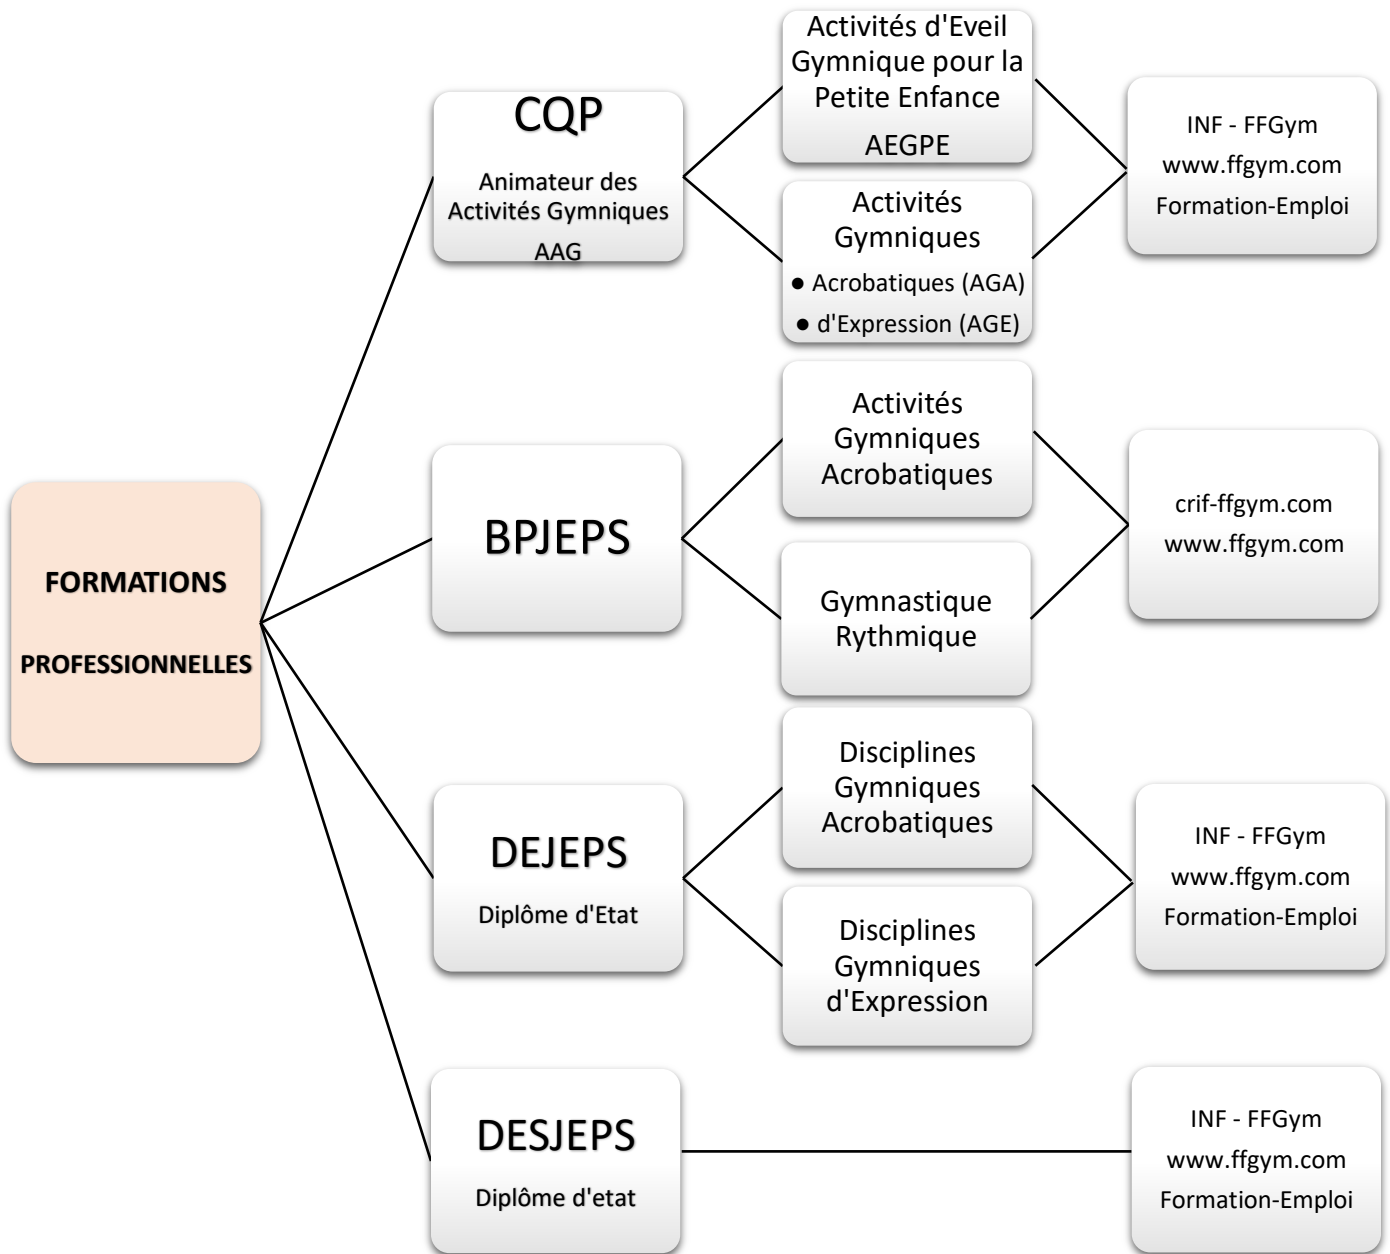 FORMATIONS
PROFESSIONNELLES
CQP
Animateur des
Activités Gymniques
AAG
Activités d'Eveil
Gymnique pour la
Petite Enfance
AEGPE
Activités
Gymniques
● Acrobatiques (AGA)
● d'Expression (AGE)
INF - FFGym
www.ffgym.com
Formation-Emploi
BPJEPS
Activités
Gymniques
Acrobatiques
Gymnastique
Rythmique
crif-ffgym.com
www.ffgym.com
DEJEPS
Diplôme d'Etat
Disciplines
Gymniques
Acrobatiques
Disciplines
Gymniques
d'Expression
INF - FFGym
www.ffgym.com
Formation-Emploi
DESJEPS
Diplôme d'etat
INF - FFGym
www.ffgym.com
Formation-Emploi